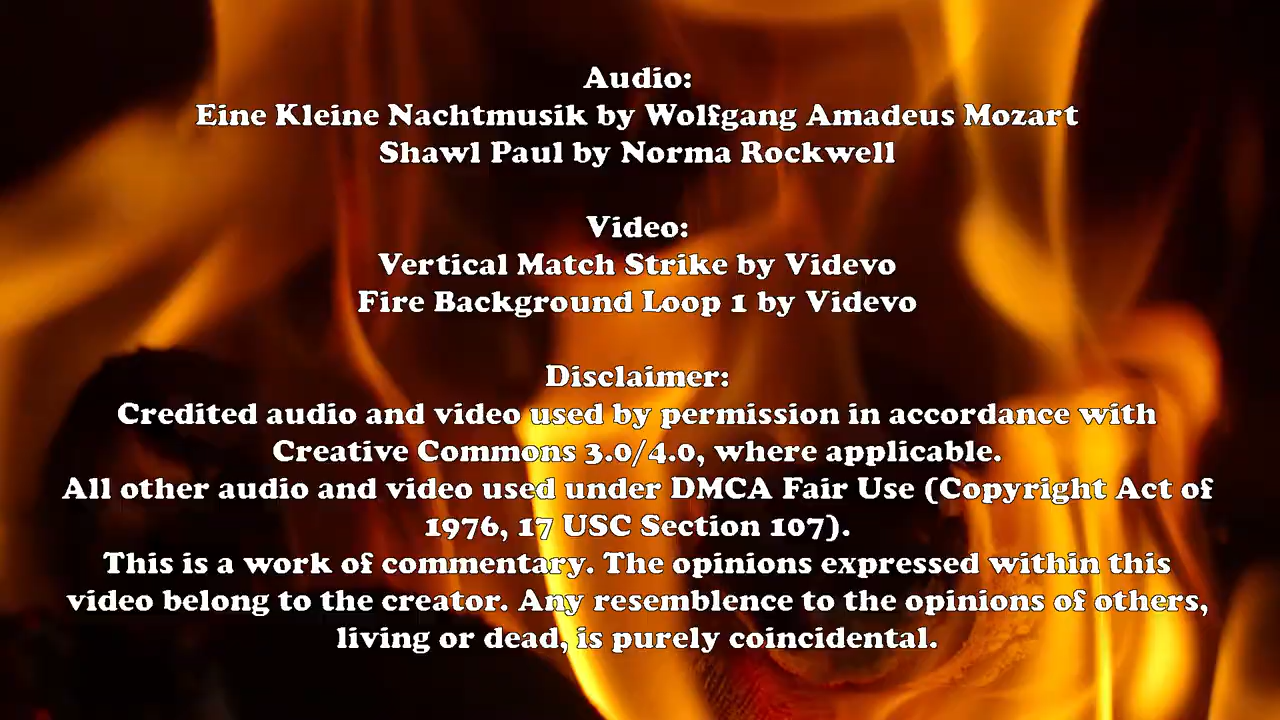 Audio:
Eine Kleine Nachtmusik by Wolfgang Amadeus Mozart
Shawl Paul by Norma Rockwell
Video:
Vertical Match Strike by Videvo
Fire Background Loop 1 by Videvo
Disclaimer:
Credited audio and video used by permission in accordance with
Creative Commons 3.0/4.0, where applicable.
All other audio and video used under DMCA Fair Use (Copyright Act of
1976, 17 USC Section 107).
This is a work of commentary. The opinions expressed within this
video belong to the creator. Any resemblence to the opinions of others,
living or dead, is purely coincidental.